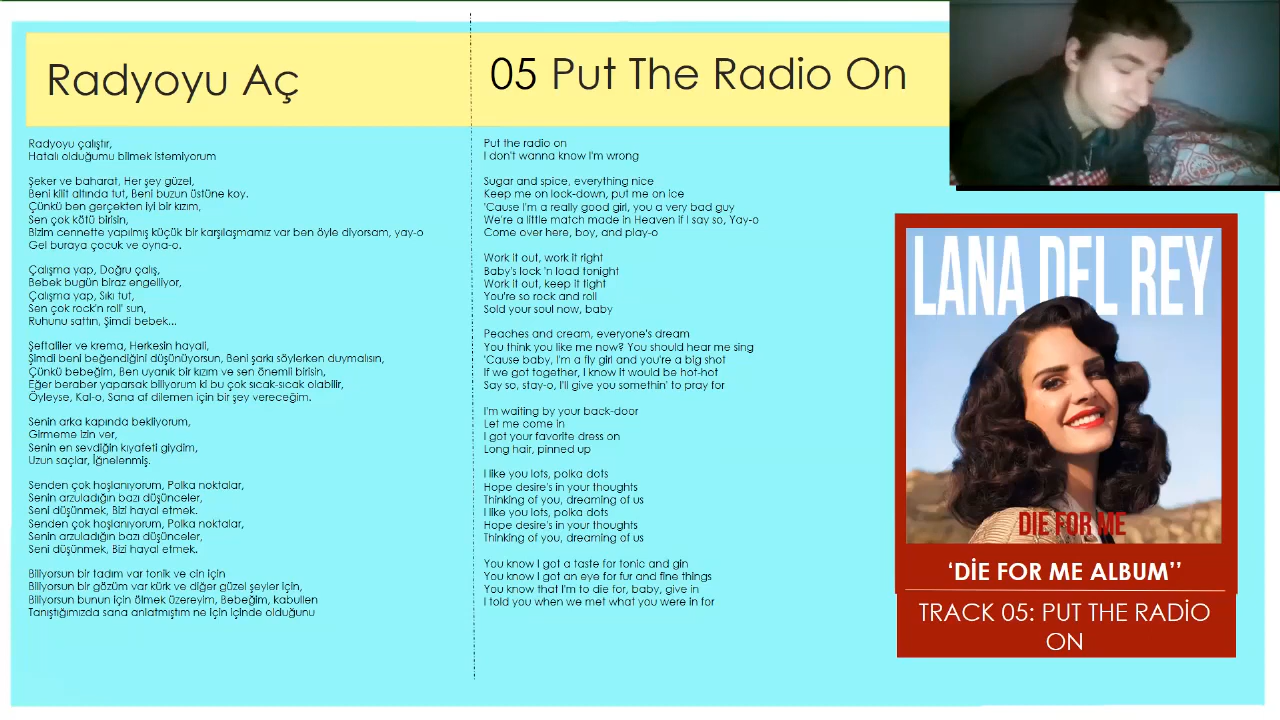 Radyoyu Aç
Radyoyu çalıştır,
Hatalı olduğumu bilmek istemiyorum
Şeker ve baharat, Her şey güzel,
Beni kilit altında tut, Beni buzun üstüne koy.
Çünkü ben gerçekten iyi bir kızım,
Sen çok kötü birisin,
Bizim cennette yapılmış küçük bir karşılaşmamız var ben öyle diyorsam, yay-o
Gel buraya çocuk ve oyna-o.
Çalışma yap, Doğru çalış,
Bebek bugün biraz engelliyor,
Çalışma yap, Sıkı tut,
Sen çok rock'n roll' sun,
Ruhunu sattın, Şimdi bebek...
Şeftaliler ve krema, Herkesin hayali,
Şimdi beni beğendiğini düşünüyorsun, Beni şarkı söylerken duymalısın,
Çünkü bebeğim, Ben uyanık bir kızım ve sen önemli birisin,
Eğer beraber yaparsak biliyorum ki bu çok sıcak-sıcak olabilir,
Öyleyse, Kal-o, Sana af dilemen için bir şey vereceğim.
Senin arka kapında bekliyorum,
Girmeme izin ver,
Senin en sevdiğin kıyafeti giydim,
Uzun saçlar, İğnelenmiş.
Senden çok hoşlanıyorum, Polka noktalar,
Senin arzuladığın bazı düşünceler,
Seni düşünmek, Bizi hayal etmek.
Senden çok hoşlanıyorum, Polka noktalar,
Senin arzuladığın bazı düşünceler,
Seni düşünmek, Bizi hayal etmek.
Biliyorsun bir tadım var tonik ve cin için
Biliyorsun bir gözüm var kürk ve diğer güzel şeyler için,
Biliyorsun bunun için ölmek üzereyim, Bebeğim, kabullen
Tanıştığımızda sana anlatmıştım ne için içinde olduğunu
05 Put The Radio On
Put the radio on
I don't wanna know I'm wrong
Sugar and spice, everything nice
Keep me on lock-down, put me on ice
'Cause I'm a really good girl, you a very bad guy
We're a little match made in Heaven if I say so, Yay-o
Come over here, boy, and play-o
Work it out, work it right
Baby's lock 'n load tonight
Work it out, keep it tight
You're so rock and roll
Sold your soul now, baby
Peaches and cream, everyone's dream
You think you like me now? You should hear me sing
'Cause baby, I'm a fly girl and you're a big shot
If we got together, I know it would be hot-hot
Say so, stay-o, I'll give you somethin' to pray for
I'm waiting by your back-door
Let me come in
I got your favorite dress on
Long hair, pinned up
I like you lots, polka dots
Hope desire's in your thoughts
Thinking of you, dreaming of us
I like you lots, polka dots
Hope desire's in your thoughts
Thinking of you, dreaming of us
You know I got a taste for tonic and gin
You know I got an eye for fur and fine things
You know that I'm to die for, baby, give in
I told you when we met what you were in for
LANA DEL REY
DIE FOR ME
'DİE FOR ME ALBUM''
TRACK 05: PUT THE RADİO
ON